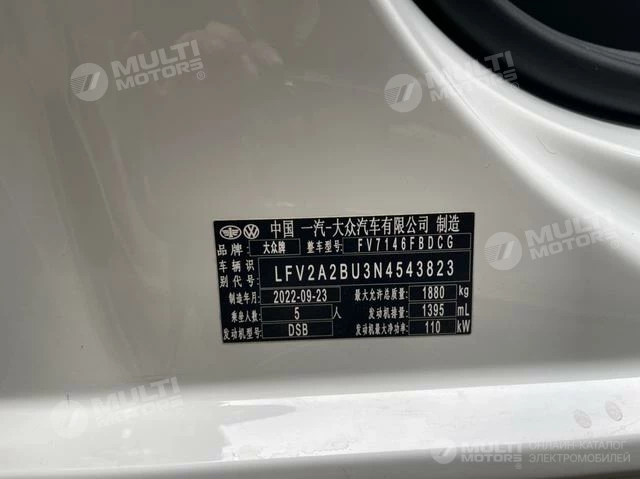 MULTI MOTORS®
MULTI MOTORS®
中国 一汽-大众汽车有限公司 制造
品牌: 大众牌 整车型号: FV7146FBDCG
车辆识别代号: LFV2A2BU3N4543823
制造年月 2022-09-23 最大允许总质量: 1880 kg
乘坐人数: 5 人 发动机排量: 1395 mL
发动机型号 DSB 发动机最大净功率: 110 kW
MULTI MOTORS®
MULTI MOTORS
ОНЛАЙН-КАТАЛОГ
ЭЛЕКТРОМОБИЛЕЙ